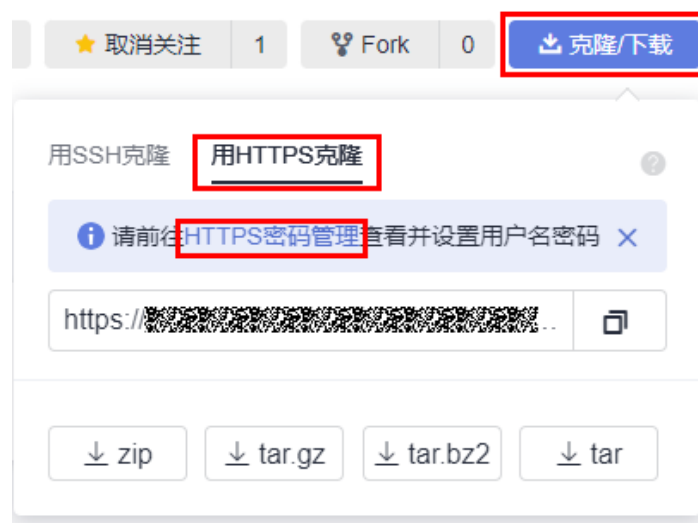 取消关注 1 Fork 0 克隆/下载
用SSH克隆 用HTTPS克隆 ?
请前往HTTPS密码管理查看并设置用户名密码
https:// ...
zip tar.gz tar.bz2 tar